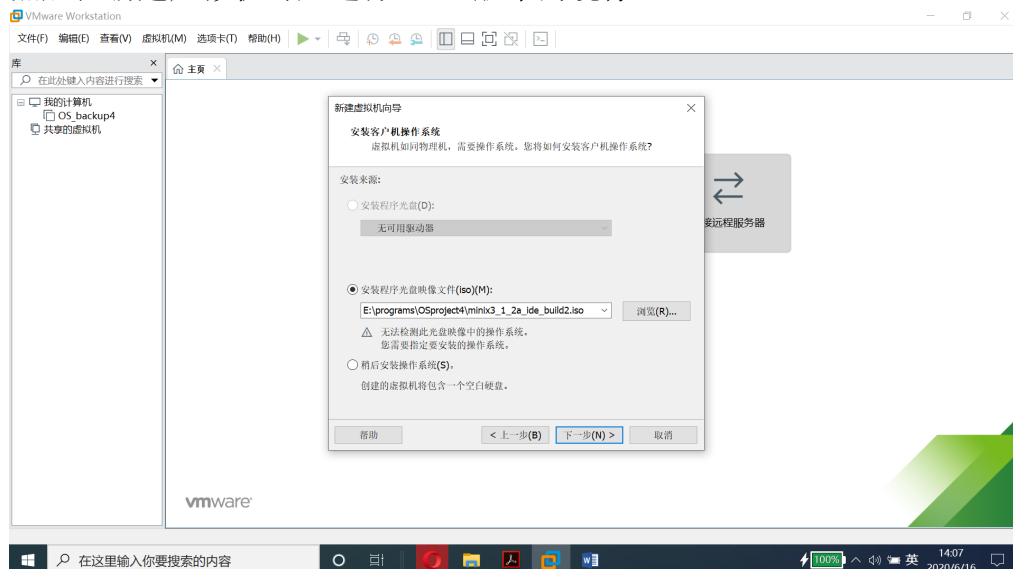 VMware Workstation
文件(F) 编辑(E) 查看(V) 虚拟机(M) 选项卡(T) 帮助(H)
库
在此处键入内容进行搜索
我的计算机
OS_backup4
共享的虚拟机
主页
新建虚拟机向导
安装客户机操作系统
虚拟机如同物理机，需要操作系统。您将如何安装客户机操作系统?
安装来源:
安装程序光盘(D):
无可用驱动器
安装程序光盘映像文件(iso)(M):
E:\programs\OSproject4\minix3_1_2a_ide_build2.iso
浏览(R)...
无法检测此光盘映像中的操作系统。
您需要指定要安装的操作系统。
稍后安装操作系统(S)。
创建的虚拟机将包含一个空白硬盘。
帮助
< 上一步(B)
下一步(N) >
取消
接远程服务器
vmware
在这里输入你要搜索的内容
100%
英
14:07
2020/6/16